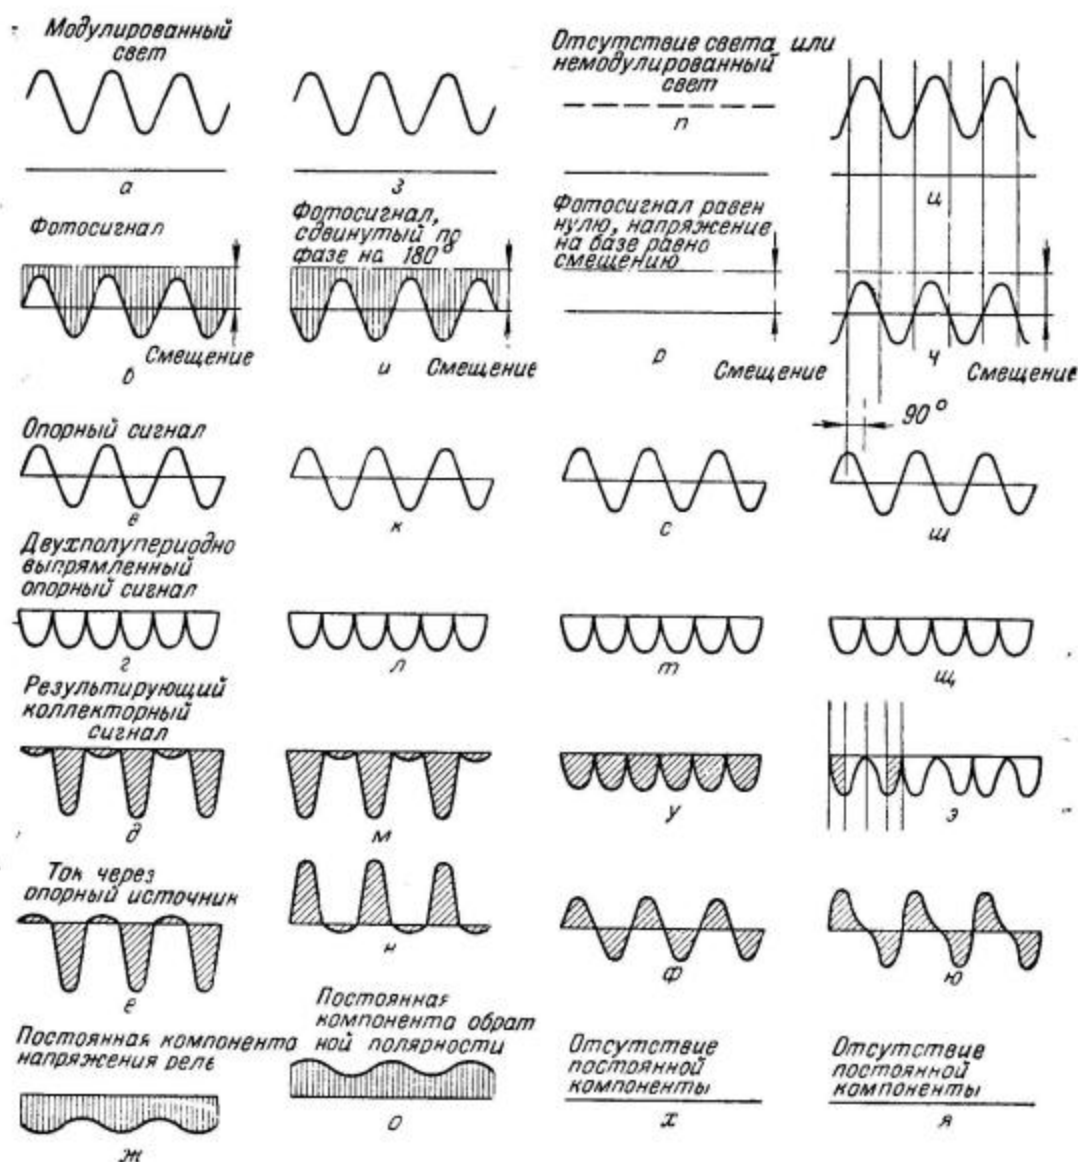 Модулированный
свет
Отсутствие света или
немодулированный
свет
а
з
п
ц
Фотосигнал
Фотосигнал,
сдвинутый по
фазе на 180°
Фотосигнал равен
нулю, напряжение
на базе равно
смещению
Смещение
Смещение
Смещение
Смещение
б
и
р
ч
90°
Опорный сигнал
в
к
с
ш
Двухполупериодно
выпрямленный
опорный сигнал
г
л
т
щ
Результирующий
коллекторный
сигнал
д
м
у
э
Ток через
опорный источник
е
н
ф
ю
Постоянная компонента
напряжения реле
Постоянная
компонента обрат
ной полярности
Отсутствие
постоянной
компоненты
Отсутствие
постоянной
компоненты
ж
о
х
я